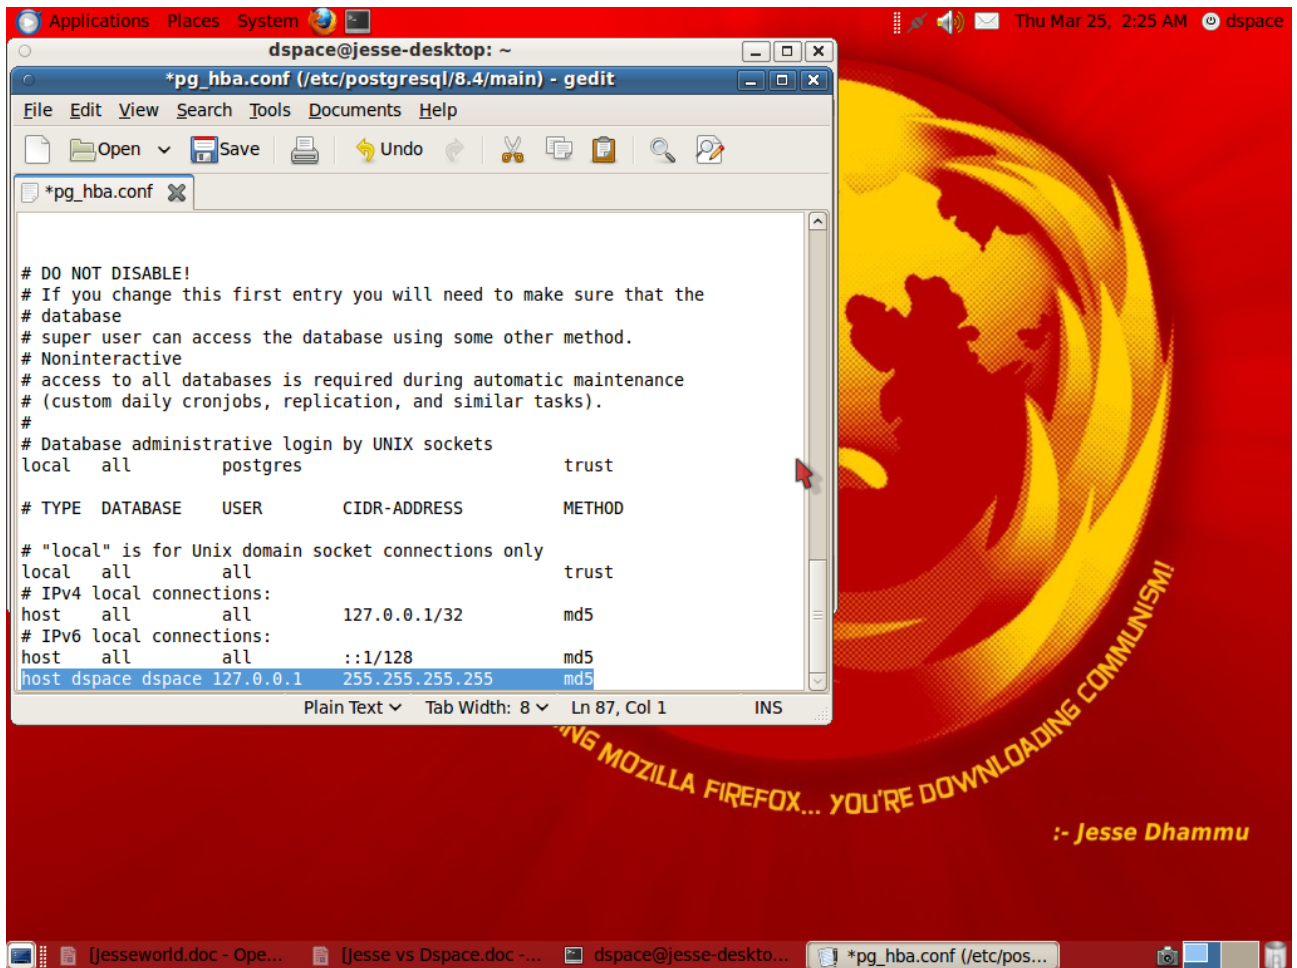 Applications Places System Thu Mar 25, 2:25 AM dspace
dspace@jesse-desktop: ~
*pg_hba.conf (/etc/postgresql/8.4/main) - gedit
File Edit View Search Tools Documents Help
Open Save Undo
*pg_hba.conf
# DO NOT DISABLE!
# If you change this first entry you will need to make sure that the
# database
# super user can access the database using some other method.
# Noninteractive
# access to all databases is required during automatic maintenance
# (custom daily cronjobs, replication, and similar tasks).
#
# Database administrative login by UNIX sockets
local all postgres trust
# TYPE DATABASE USER CIDR-ADDRESS METHOD
# "local" is for Unix domain socket connections only
local all all trust
# IPv4 local connections:
host all all 127.0.0.1/32 md5
# IPv6 local connections:
host all all ::1/128 md5
host dspace dspace 127.0.0.1 255.255.255.255 md5
Plain Text Tab Width: 8 Ln 87, Col 1 INS
MOZILLA FIREFOX... YOU'RE DOWNLOADING COMMUNISM!
:- Jesse Dhammu
[Jesseworld.doc - Ope... [Jesse vs Dspace.doc -... dspace@jesse-deskto... *pg_hba.conf (/etc/pos...